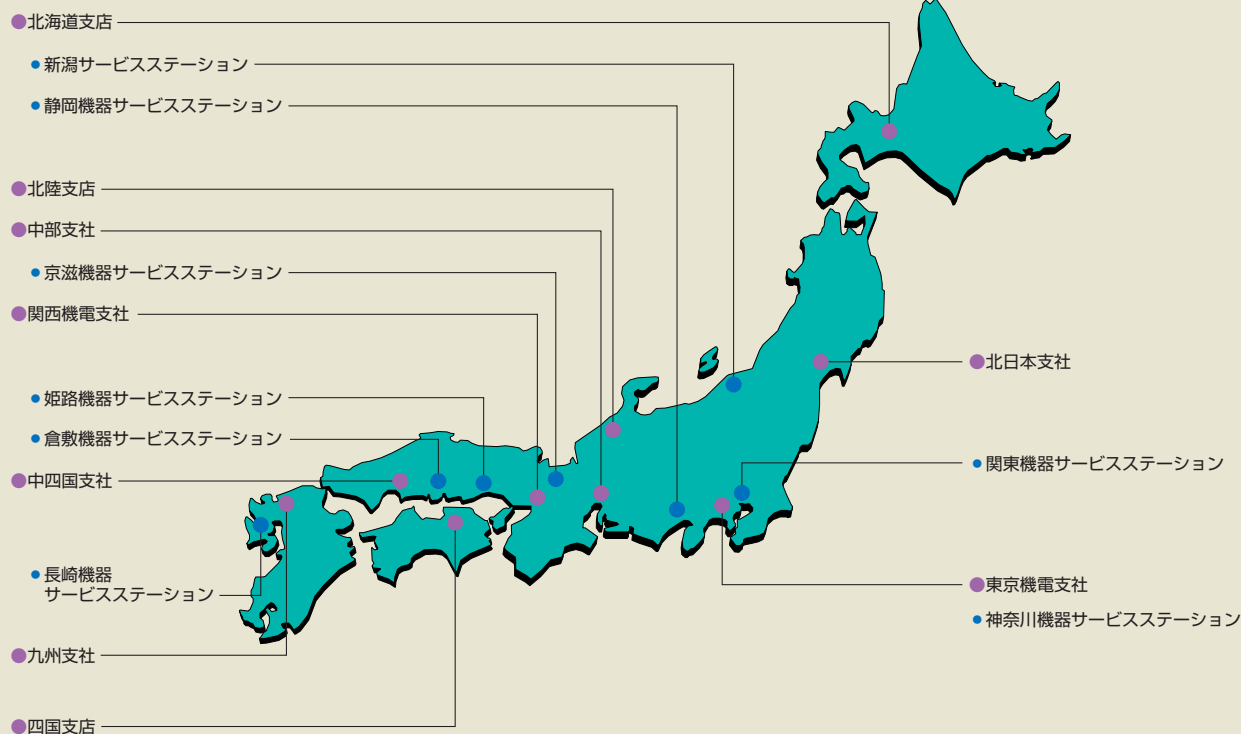 ●北海道支店
●新潟サービスステーション
●静岡機器サービスステーション
●北陸支店
●中部支社
●京滋機器サービスステーション
●関西機電支社
●姫路機器サービスステーション
●倉敷機器サービスステーション
●中四国支社
●長崎機器
サービスステーション
●九州支社
●四国支店
●北日本支社
●関東機器サービスステーション
●東京機電支社
●神奈川機器サービスステーション